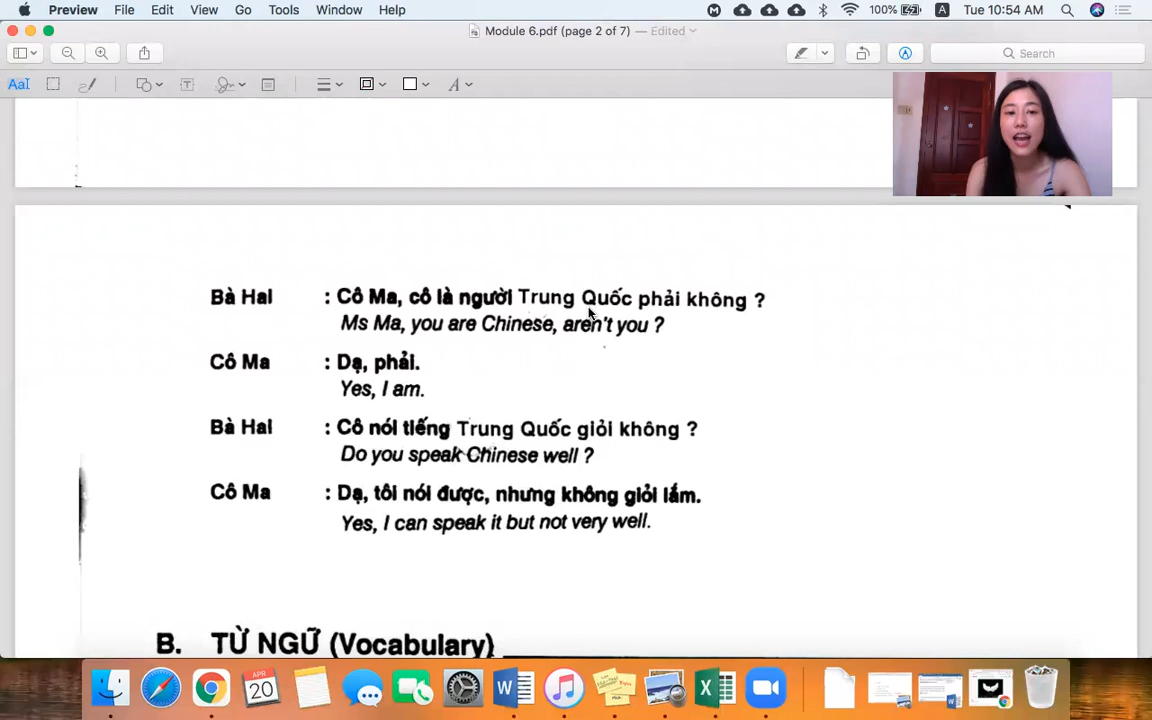 Preview File Edit View Go Tools Window Help 100% A Tue 10:54 AM
Module 6.pdf (page 2 of 7) — Edited
Search
AaI T A
Bà Hai : Cô Ma, cô là người Trung Quốc phải không ?
Ms Ma, you are Chinese, aren't you ?
Cô Ma : Dạ, phải.
Yes, I am.
Bà Hai : Cô nói tiếng Trung Quốc giỏi không ?
Do you speak Chinese well ?
Cô Ma : Dạ, tôi nói được, nhưng không giỏi lắm.
Yes, I can speak it but not very well.
B. TỪ NGỮ (Vocabulary)
APR
20